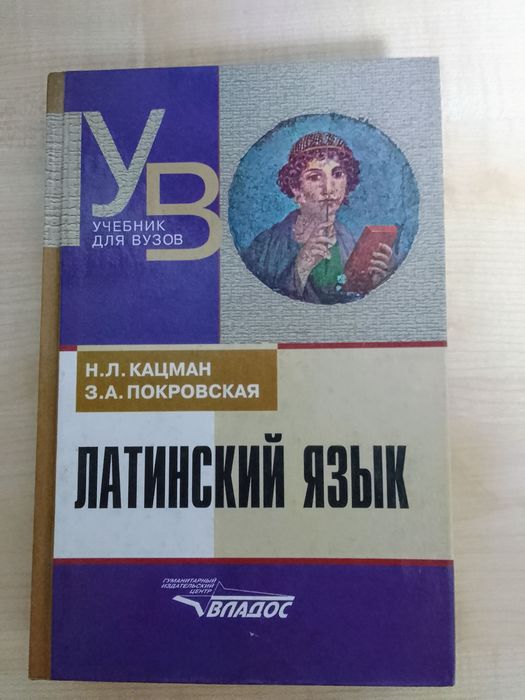 УВ
УЧЕБНИК
ДЛЯ ВУЗОВ
Н.Л. КАЦМАН
З.А. ПОКРОВСКАЯ
ЛАТИНСКИЙ ЯЗЫК
ГУМАНИТАРНЫЙ
ИЗДАТЕЛЬСКИЙ
ЦЕНТР
ВЛАДОС